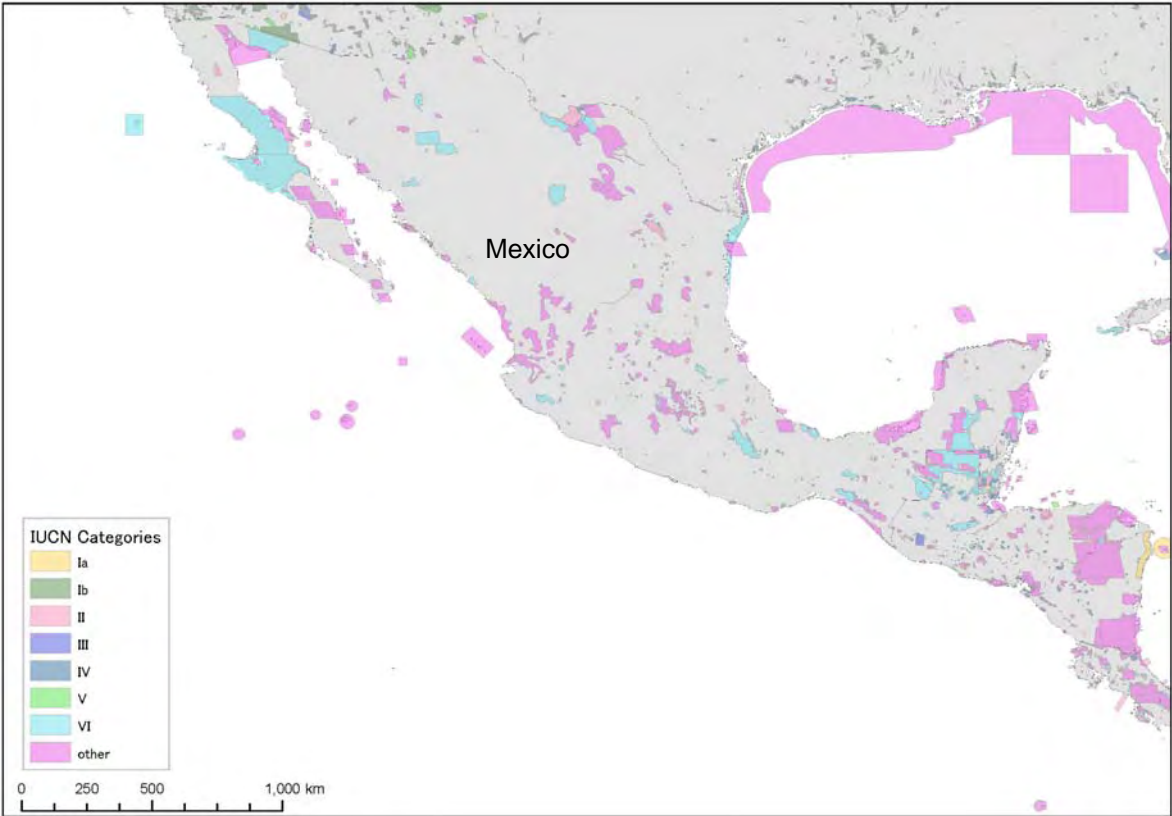 Mexico
IUCN Categories
Ia
Ib
II
III
IV
V
VI
other
0 250 500 1,000 km